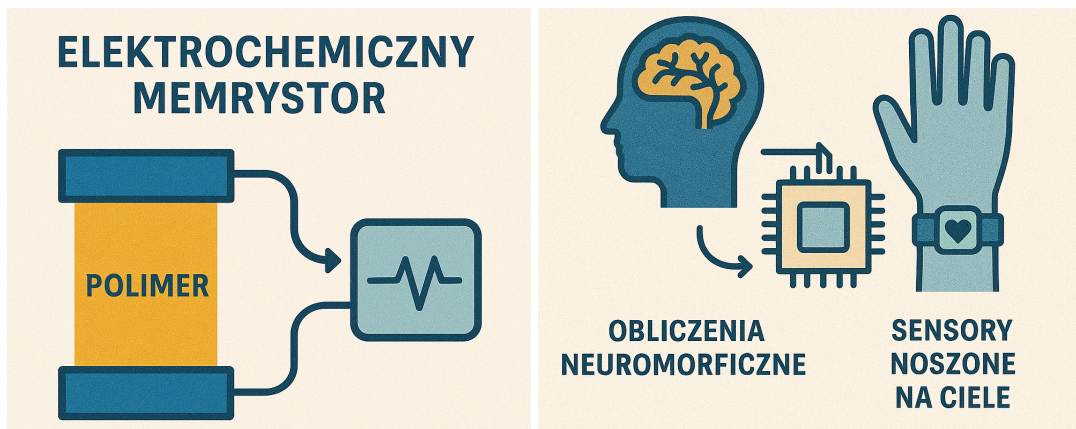 ELEKTROCHEMICZNY
MEMRYSTOR
POLIMER
OBLICZENIA
NEUROMORFICZNE
SENSORY
NOSZONE
NA CIELE